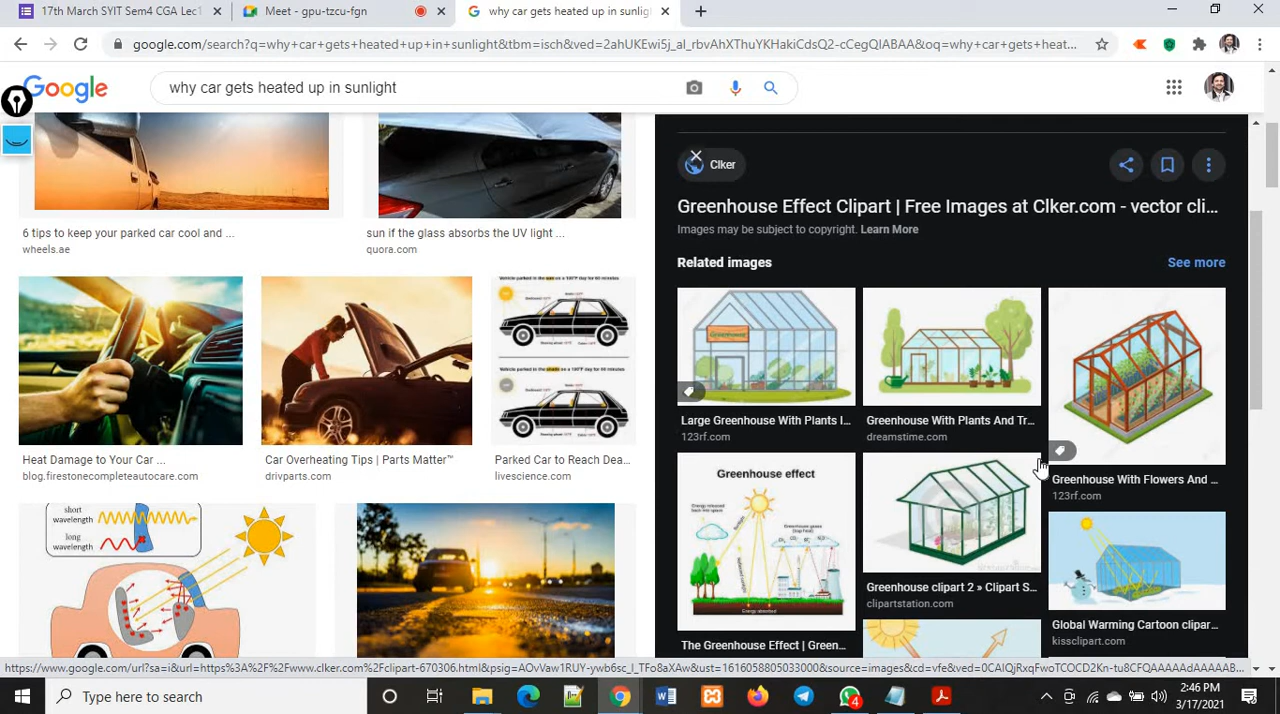 17th March SYIT Sem4 CGA Lec1
Meet - gpu-tzcu-fgn
why car gets heated up in sunligh
google.com/search?q=why+car+gets+heated+up+in+sunlight&tbm=isch&ved=2ahUKEwi5j_al_rbvAhXThuYKHakiCdsQ2-cCegQIABAA&oq=why+car+gets+heat...
Google
why car gets heated up in sunlight
6 tips to keep your parked car cool and ...
wheels.ae
sun if the glass absorbs the UV light ...
quora.com
Heat Damage to Your Car ...
blog.firestonecompleteautocare.com
Car Overheating Tips | Parts Matter™
drivparts.com
Parked Car to Reach Dea...
livescience.com
short
wavelength
long
wavelength
Clker
Greenhouse Effect Clipart | Free Images at Clker.com - vector cli...
Images may be subject to copyright. Learn More
Related images
See more
Greenhouse
Large Greenhouse With Plants I...
123rf.com
Greenhouse With Plants And Tr...
dreamstime.com
Greenhouse With Flowers And ...
123rf.com
Greenhouse effect
Energy absorbed
The Greenhouse Effect | Green...
Greenhouse clipart 2 » Clipart S...
clipartstation.com
Global Warming Cartoon clipar...
kissclipart.com
Type here to search
4
2:46 PM
3/17/2021